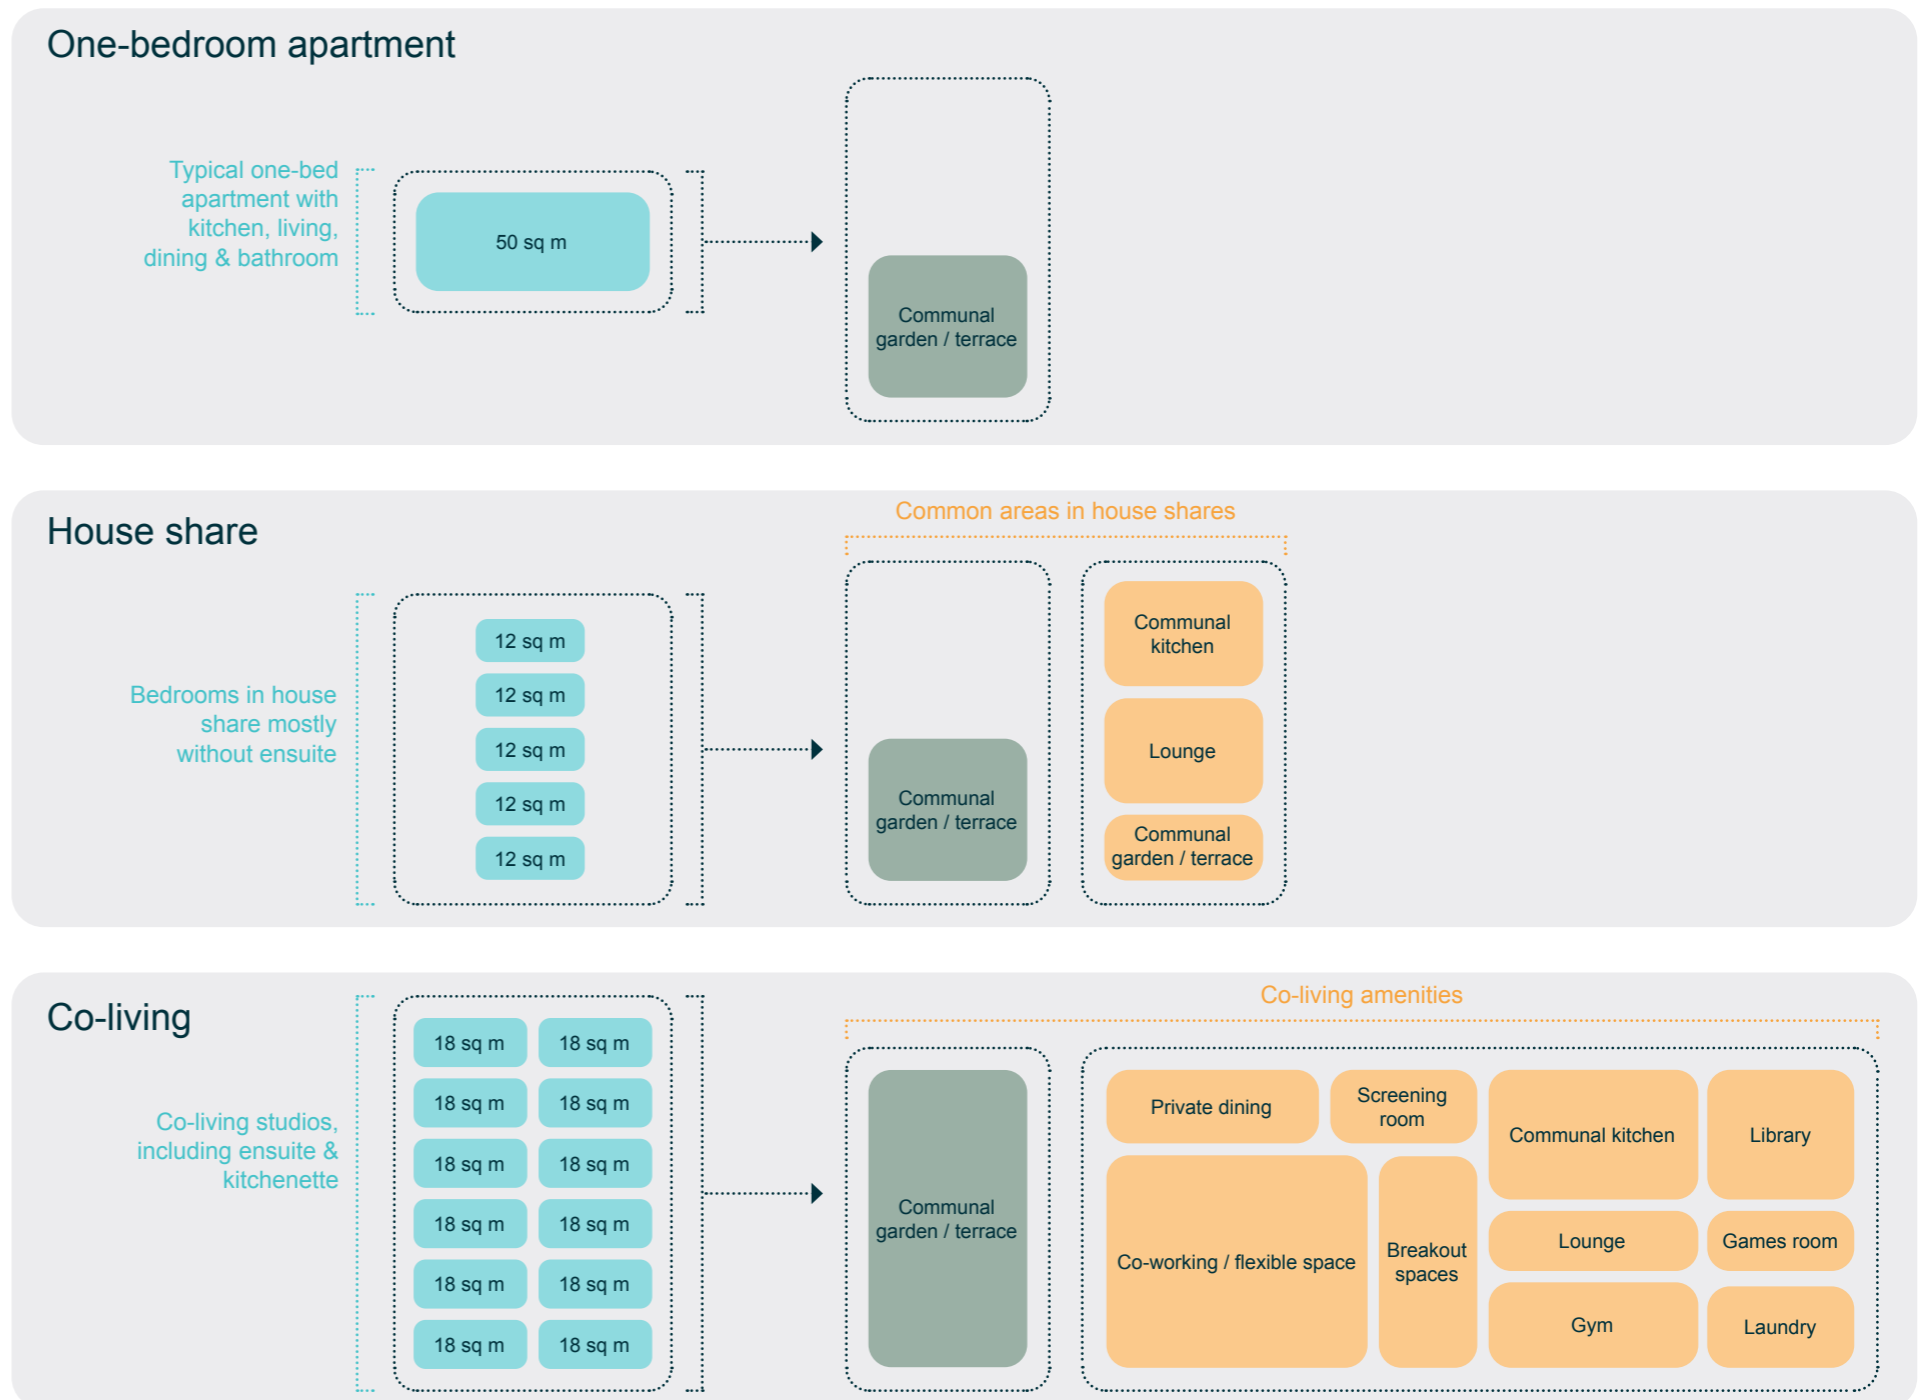 One-bedroom apartment
Typical one-bed
apartment with
kitchen, living,
dining & bathroom
50 sq m
Communal
garden / terrace
House share
Common areas in house shares
Bedrooms in house
share mostly
without ensuite
12 sq m
12 sq m
12 sq m
12 sq m
12 sq m
Communal
garden / terrace
Communal
kitchen
Lounge
Communal
garden / terrace
Co-living
Co-living amenities
Co-living studios,
including ensuite &
kitchenette
18 sq m
18 sq m
18 sq m
18 sq m
18 sq m
18 sq m
18 sq m
18 sq m
18 sq m
18 sq m
18 sq m
18 sq m
Communal
garden / terrace
Private dining
Screening
room
Communal kitchen
Library
Co-working / flexible space
Breakout
spaces
Lounge
Games room
Gym
Laundry